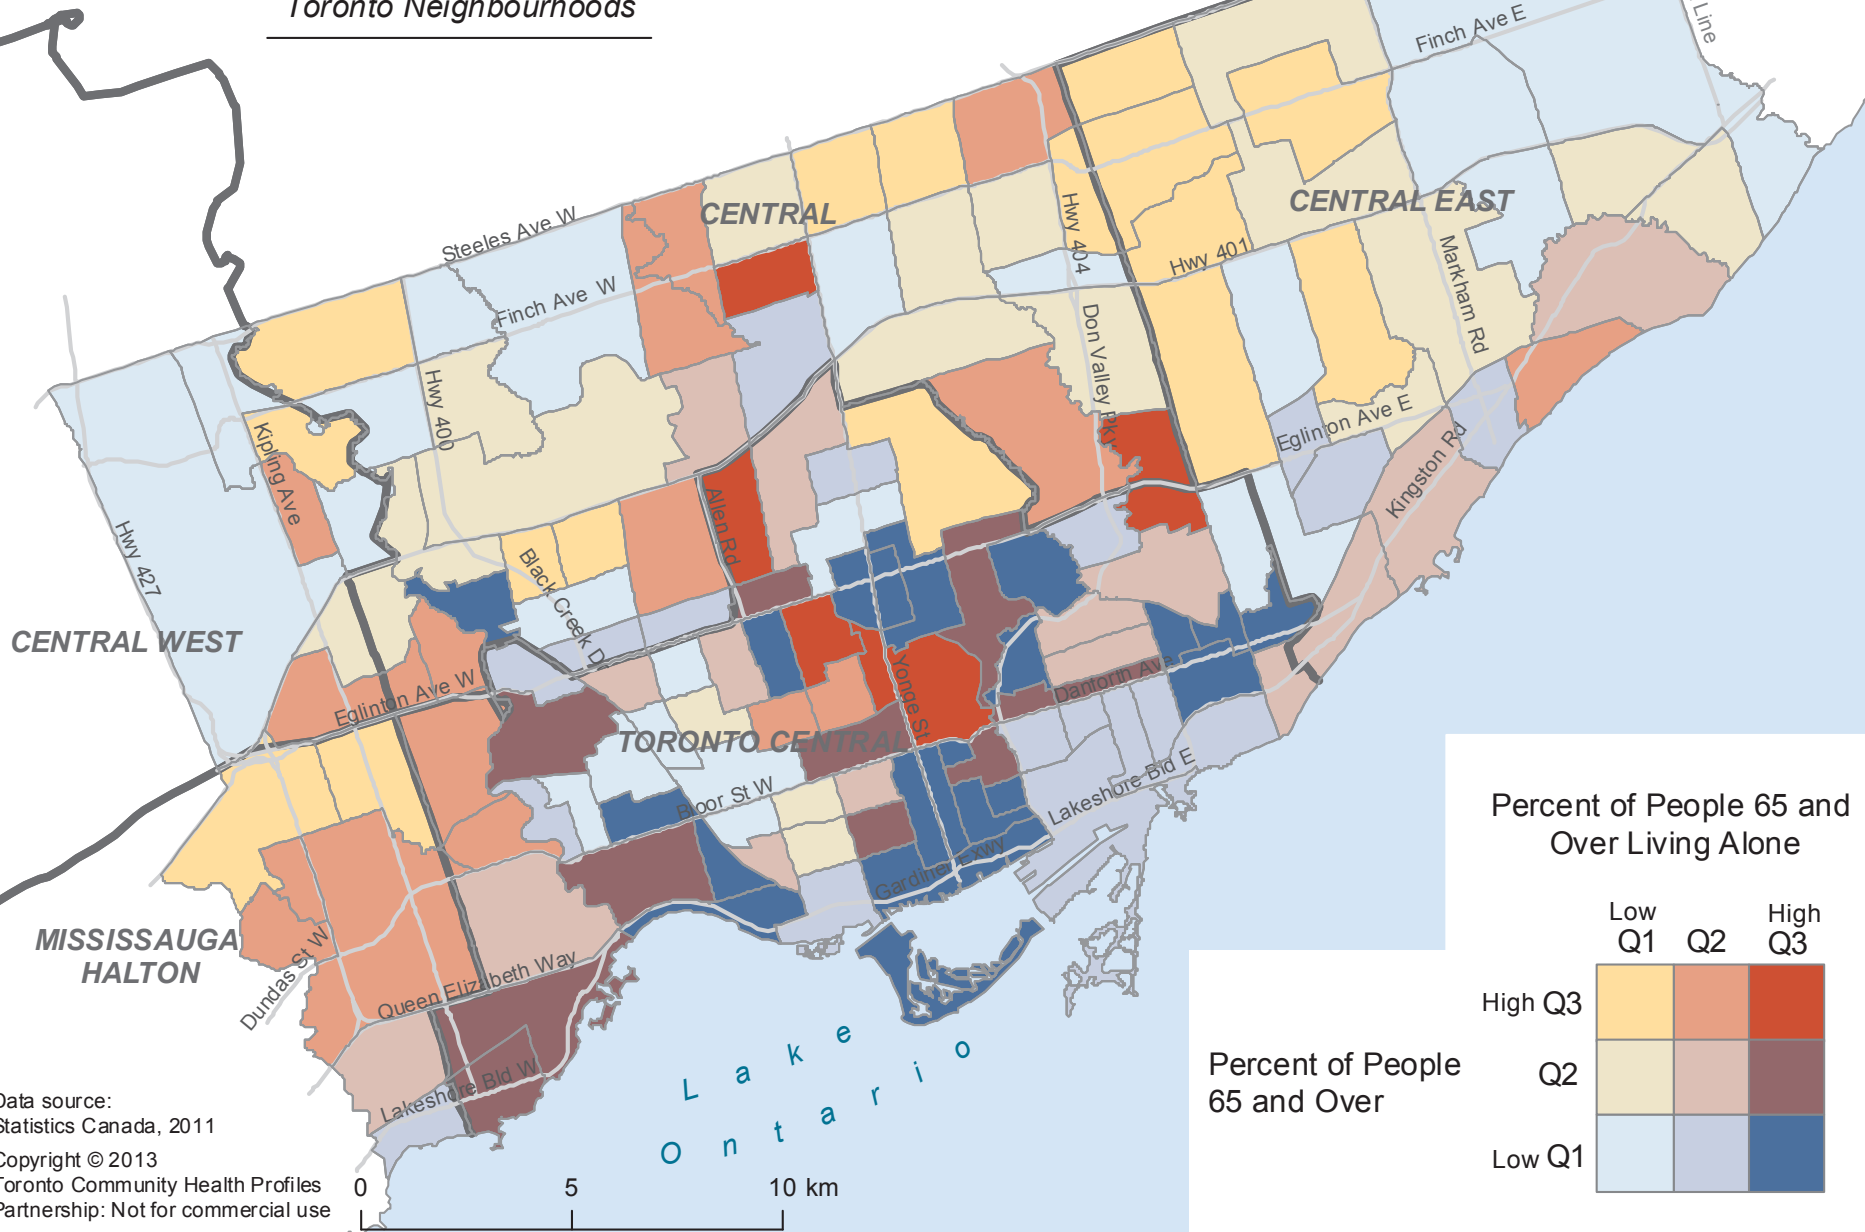 Toronto Neighbourhoods
Line
Finch Ave E
CENTRAL
CENTRAL EAST
Steeles Ave W
Hwy 404
Hwy 401
Finch Ave W
Markham Rd
Don Valley Pkwy
Hwy 400
Kipling Ave
Eglinton Ave E
Kingston Rd
Allen Rd
Hwy 427
Black Creek Dr
CENTRAL WEST
Eglinton Ave W
Yonge St
Danforth Ave
TORONTO CENTRAL
Bloor St W
Lakeshore Bld E
Gardiner Expwy
MISSISSAUGA
HALTON
Dundas St W
Queen Elizabeth Way
Lakeshore Bld W
Lake
Ontario
Percent of People 65 and
Over Living Alone
Low High
Q1 Q2 Q3
High Q3
Percent of People
65 and Over
Q2
Low Q1
Data source:
Statistics Canada, 2011
Copyright © 2013
Toronto Community Health Profiles
Partnership: Not for commercial use
0 5 10 km